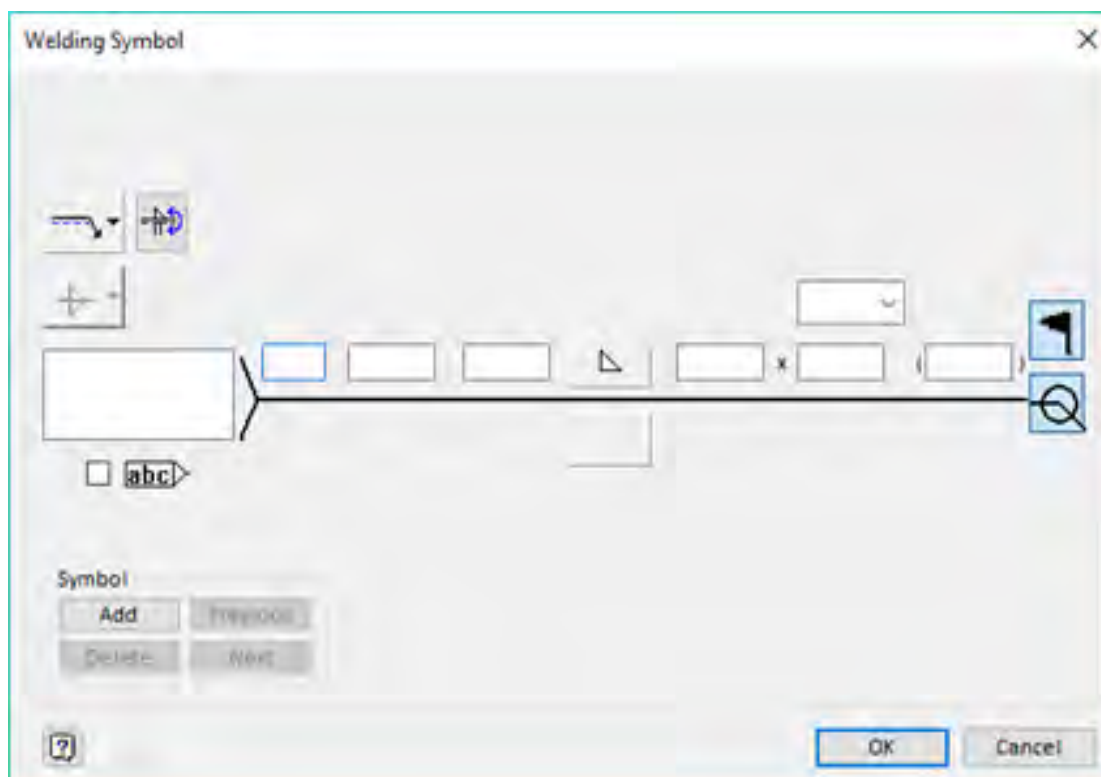 Welding Symbol
x ( )
abc
Symbol
Add Previous
Delete Next
OK Cancel